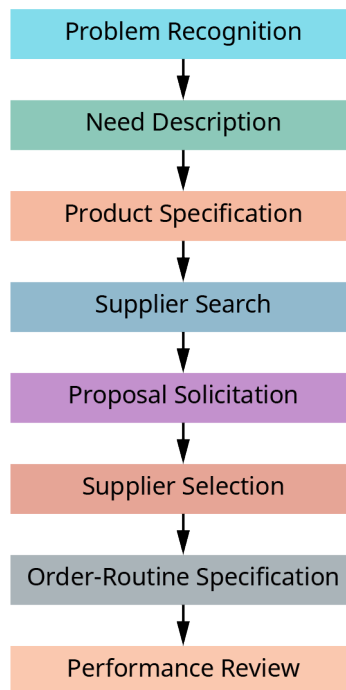 Problem Recognition
Need Description
Product Specification
Supplier Search
Proposal Solicitation
Supplier Selection
Order-Routine Specification
Performance Review